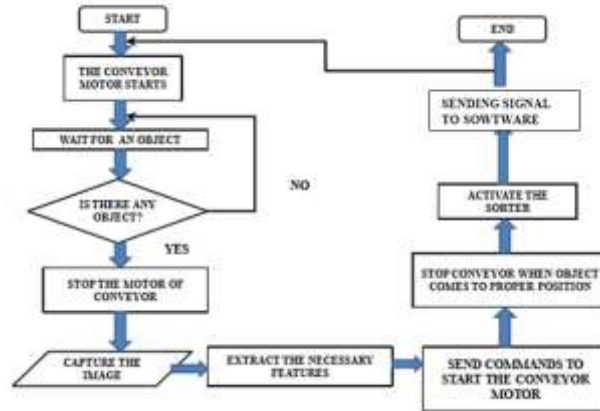 START
THE CONVEYOR
MOTOR STARTS
WAIT FOR AN OBJECT
IS THERE ANY
OBJECT?
NO
YES
STOP THE MOTOR OF
CONVEYOR
CAPTURE THE
IMAGE
EXTRACT THE NECESSARY
FEATURES
SEND COMMANDS TO
START THE CONVEYOR
MOTOR
STOP CONVEYOR WHEN OBJECT
COMES TO PROPER POSITION
ACTIVATE THE
SORTER
SENDING SIGNAL
TO SOWTWARE
END